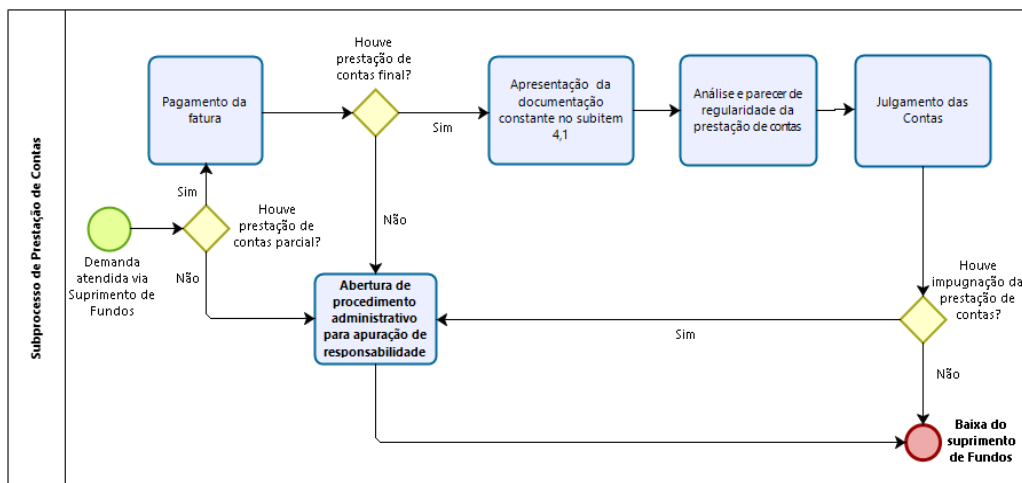 Subprocesso de Prestação de Contas
Houve
prestação de
contas final?
Pagamento da
fatura
Apresentação da
documentação
constante no subitem
4,1
Análise e parecer de
regularidade da
prestação de contas
Julgamento das
Contas
Sim
Sim
Houve
prestação de
contas parcial?
Não
Demanda
atendida via
Suprimento de
Fundos
Não
Abertura de
procedimento
administrativo
para apuração de
responsabilidade
Houve
impugnação da
prestação de
contas?
Sim
Não
Baixa do
suprimento
de Fundos